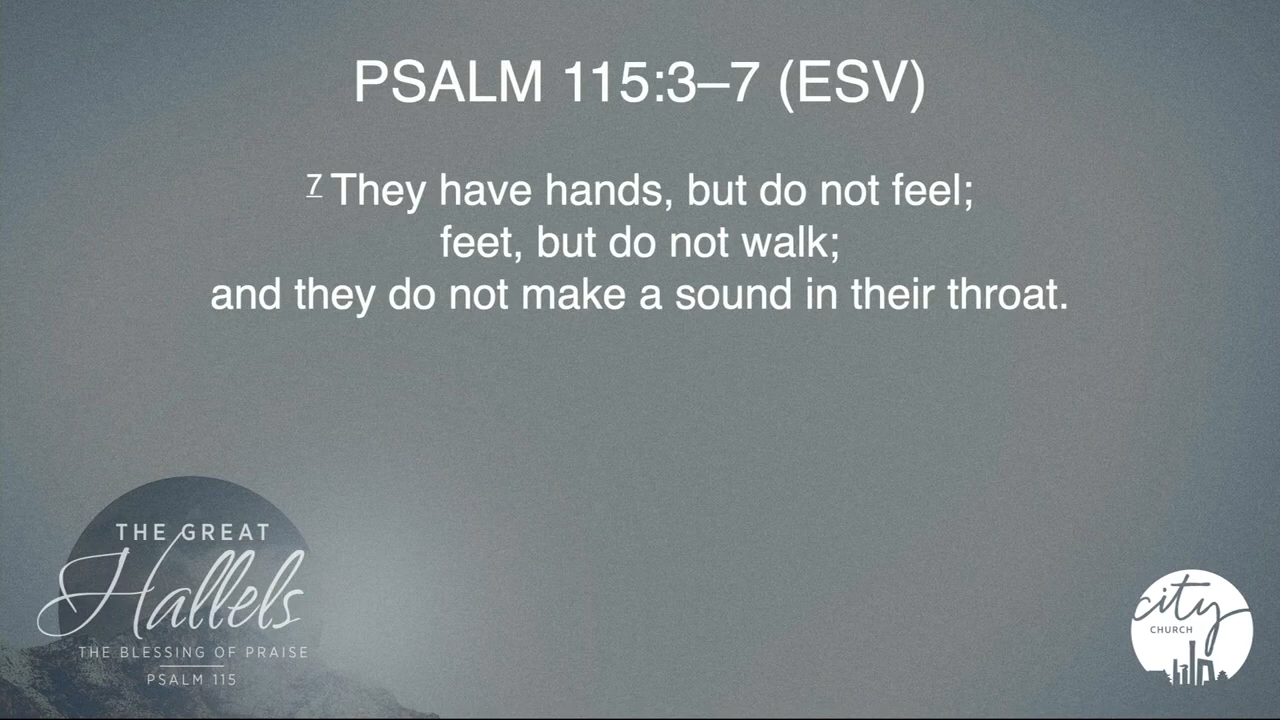 PSALM 115:3–7 (ESV)
7 They have hands, but do not feel;
feet, but do not walk;
and they do not make a sound in their throat.
THE GREAT
Hallels
THE BLESSING OF PRAISE
PSALM 115
city
CHURCH